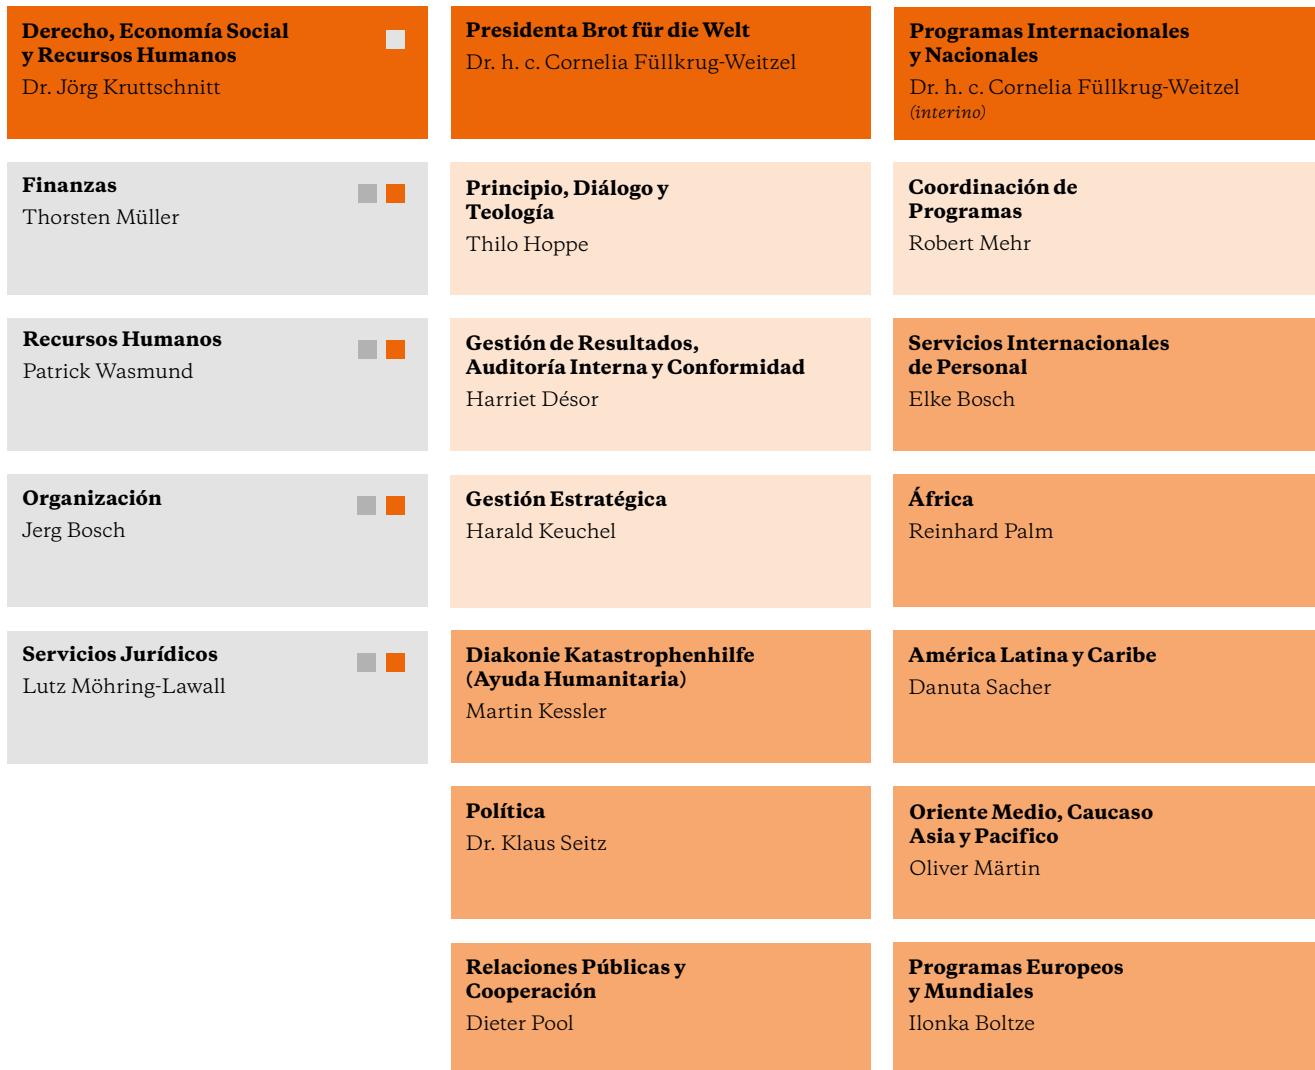 Derecho, Economía Social
y Recursos Humanos
Dr. Jörg Kruttschnitt
Finanzas
Thorsten Müller
Recursos Humanos
Patrick Wasmund
Organización
Jerg Bosch
Servicios Jurídicos
Lutz Möhring-Lawall
Presidenta Brot für die Welt
Dr. h. c. Cornelia Füllkrug-Weitzel
Principio, Diálogo y
Teología
Thilo Hoppe
Gestión de Resultados,
Auditoría Interna y Conformidad
Harriet Désor
Gestión Estratégica
Harald Keuchel
Diakonie Katastrophenhilfe
(Ayuda Humanitaria)
Martin Kessler
Política
Dr. Klaus Seitz
Relaciones Públicas y
Cooperación
Dieter Pool
Programas Internacionales
y Nacionales
Dr. h. c. Cornelia Füllkrug-Weitzel
(interino)
Coordinación de
Programas
Robert Mehr
Servicios Internacionales
de Personal
Elke Bosch
África
Reinhard Palm
América Latina y Caribe
Danuta Sacher
Oriente Medio, Caucaso
Asia y Pacifico
Oliver Märtin
Programas Europeos
y Mundiales
Ilonka Boltze